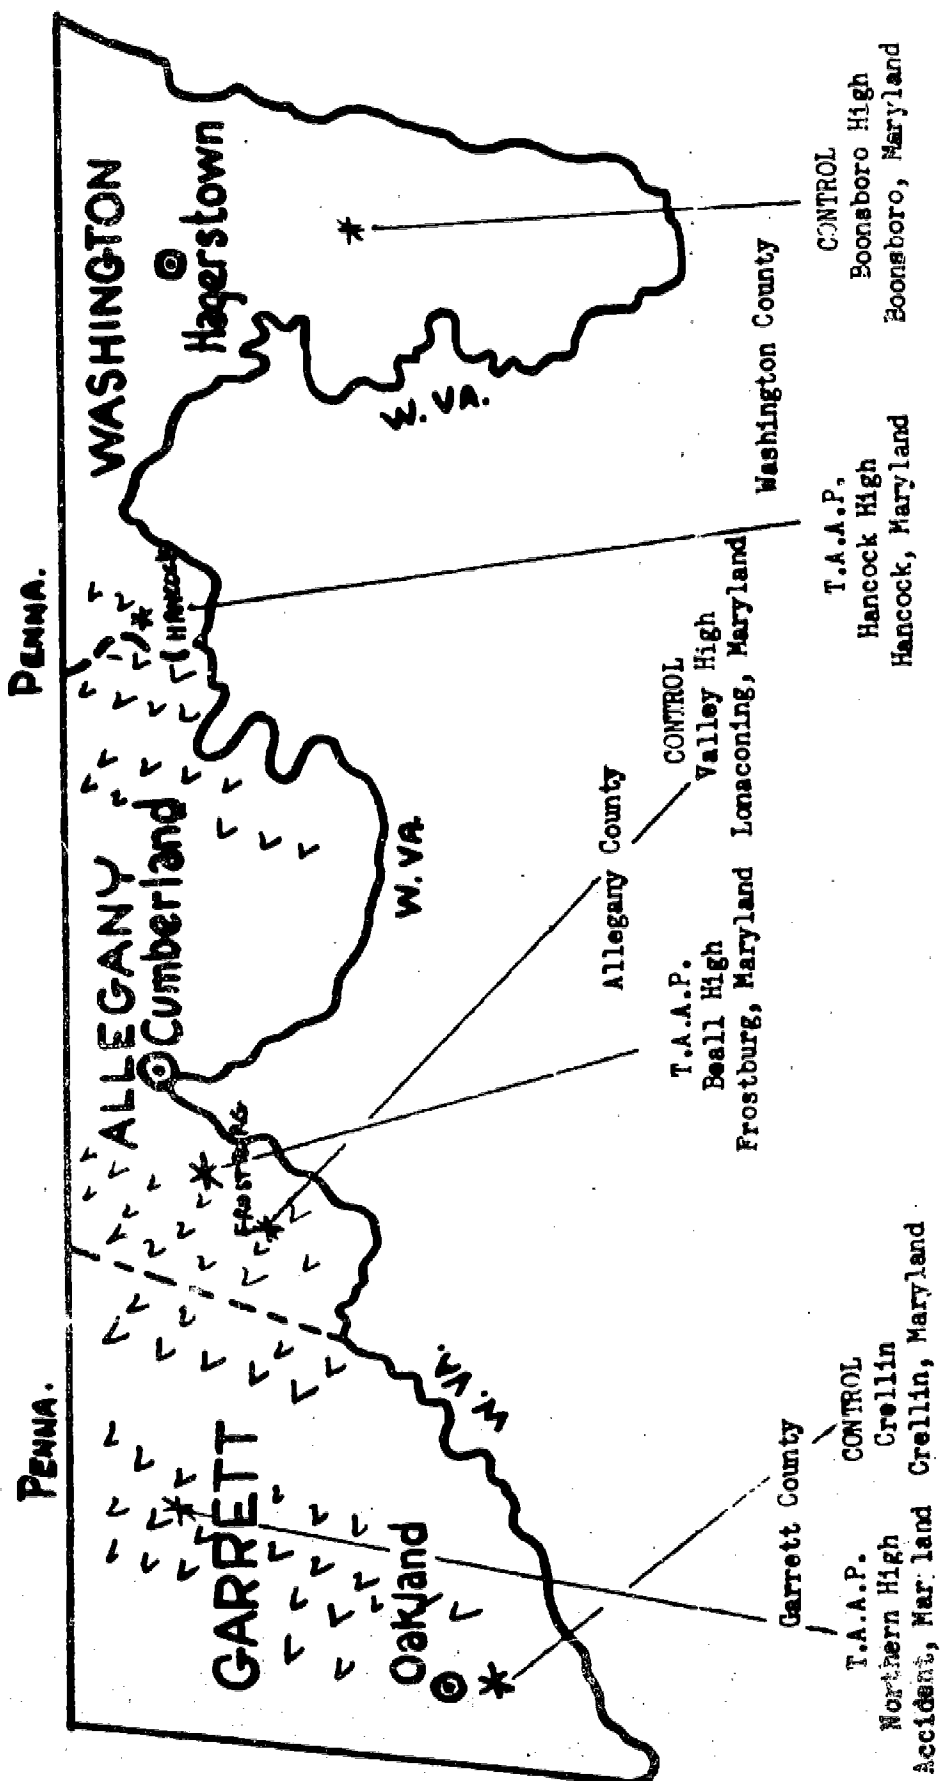 PENNA.
PENNA.
GARRETT
ALLEGANY
WASHINGTON
Oakland
Cumberland
Hagerstown
FROSTBURG
(HANCOCK)
W. VA.
W. VA.
W. VA.
Garrett County
T.A.A.P.
Northern High
Accident, Mar land
CONTROL
Crellin
Crellin, Maryland
Allegany County
T.A.A.P.
Beall High
Frostburg, Maryland
CONTROL
Valley High
Lonaconing, Maryland
Washington County
T.A.A.P.
Hancock High
Hancock, Maryland
CONTROL
Boonsboro High
Boonsboro, Maryland